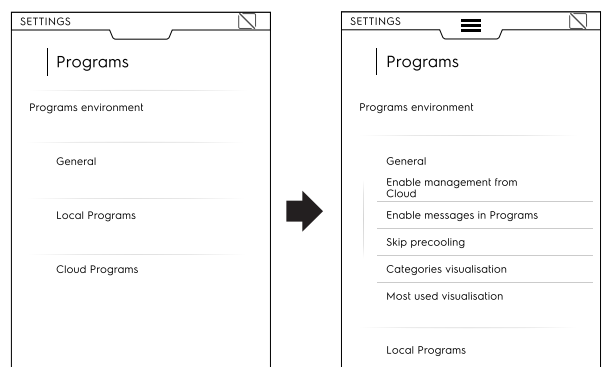 SETTINGS
Programs
Programs environment
General
Local Programs
Cloud Programs
SETTINGS
Programs
Programs environment
General
Enable management from
Cloud
Enable messages in Programs
Skip precooling
Categories visualisation
Most used visualisation
Local Programs